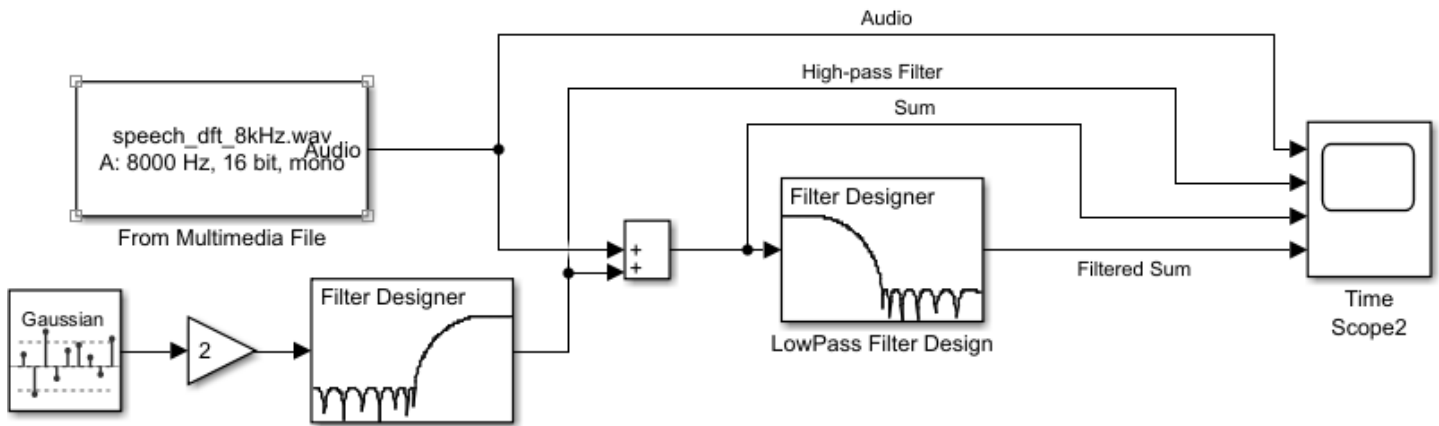 Audio
High-pass Filter
Sum
speech_dft_8kHz.wav
Audio
A: 8000 Hz, 16 bit, mono
From Multimedia File
Filter Designer
+
+
Filtered Sum
LowPass Filter Design
Time
Scope2
Gaussian
2
Filter Designer